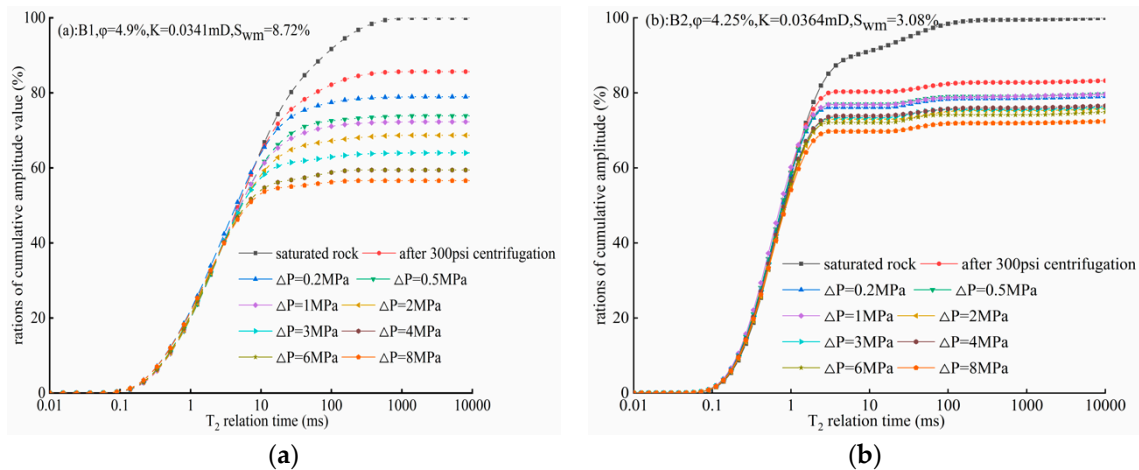 (a):B1,φ=4.9%,K=0.0341mD,Swm=8.72%
rations of cumulative amplitude value (%)
100
80
60
40
20
0
saturated rock
after 300psi centrifugation
△P=0.2MPa
△P=0.5MPa
△P=1MPa
△P=2MPa
△P=3MPa
△P=4MPa
△P=6MPa
△P=8MPa
0.01
0.1
1
10
100
1000
10000
T2 relation time (ms)
(a)
(b):B2,φ=4.25%,K=0.0364mD,Swm=3.08%
rations of cumulative amplitude value (%)
100
80
60
40
20
0
saturated rock
after 300psi centrifugation
△P=0.2MPa
△P=0.5MPa
△P=1MPa
△P=2MPa
△P=3MPa
△P=4MPa
△P=6MPa
△P=8MPa
0.01
0.1
1
10
100
1000
10000
T2 relation time (ms)
(b)